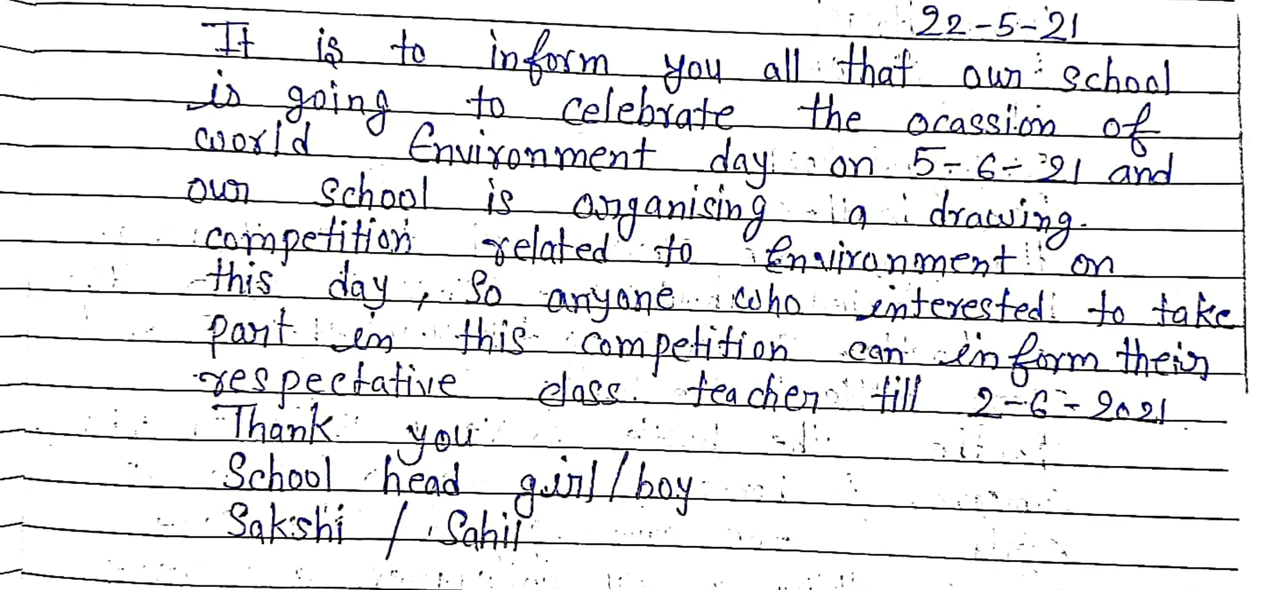 22-5-21
It is to inform you all that our school
is going to celebrate the ocassion of
world Environment day on 5-6-21 and
our school is organising a drawing
competition related to Environment on
this day, So anyone who interested to take
part in this competition can inform their
respectative class teacher till 2-6-2021
Thank you
School head girl/boy
Sakshi / Sahil